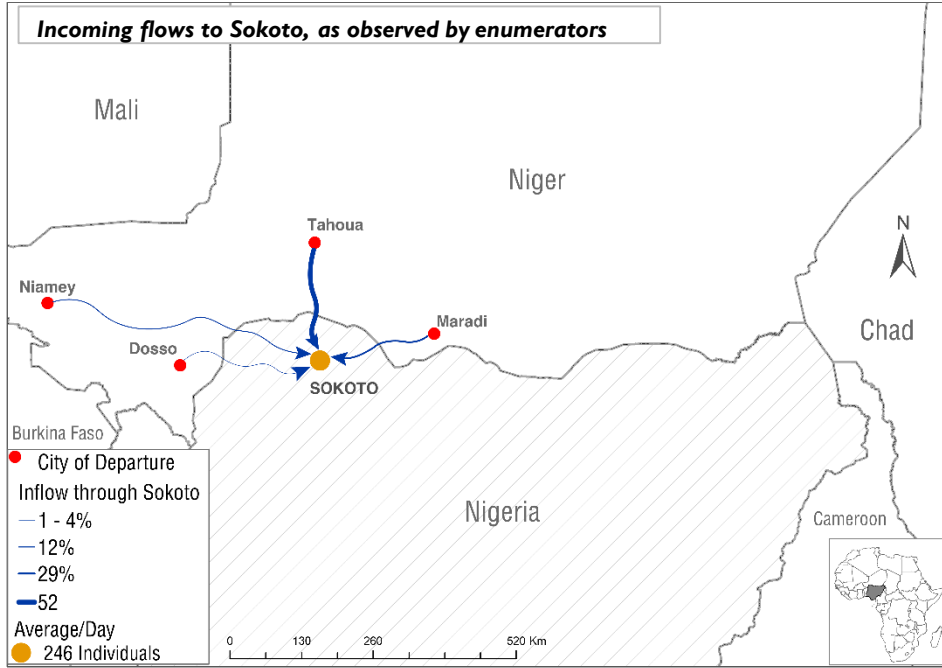 Incoming flows to Sokoto, as observed by enumerators
Mali
Niger
N
Tahoua
Niamey
Maradi
Chad
Dosso
SOKOTO
Burkina Faso
Nigeria
Cameroon
City of Departure
Inflow through Sokoto
1 - 4%
12%
29%
52
Average/Day
246 Individuals
0 130 260 520 Km